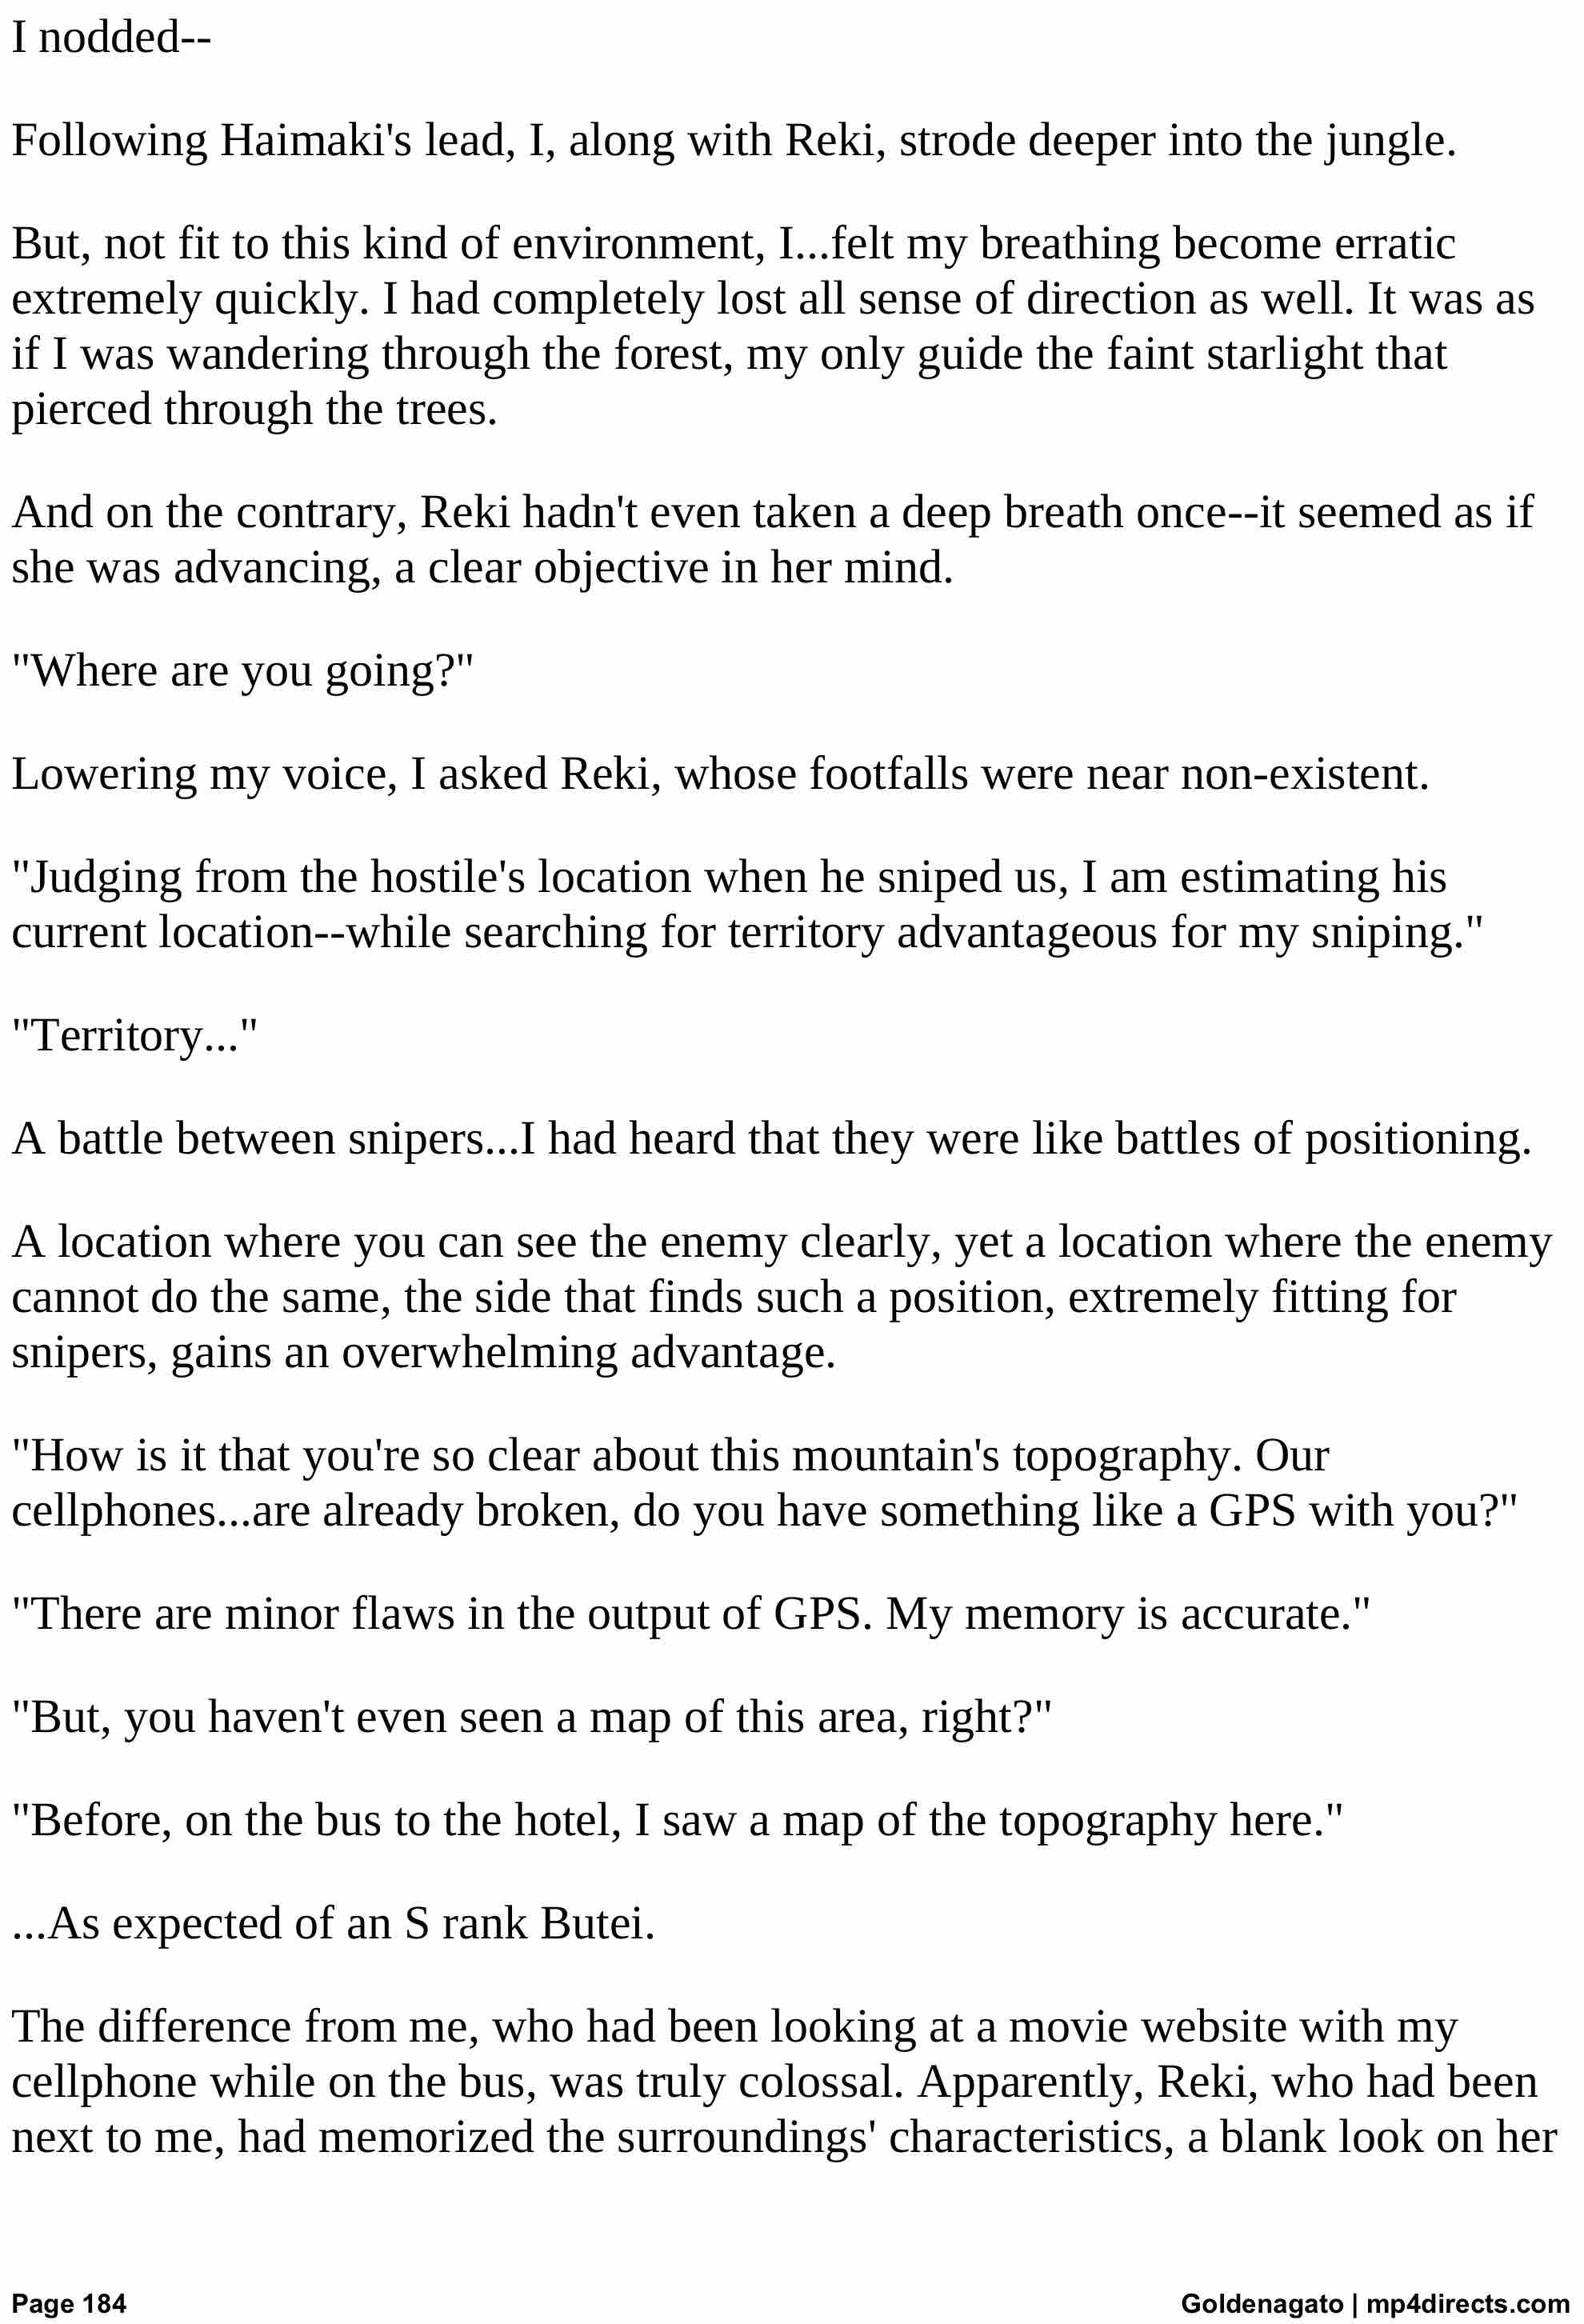 I nodded--
Following Haimaki's lead, I, along with Reki, strode deeper into the jungle.
But, not fit to this kind of environment, I...felt my breathing become erratic
extremely quickly. I had completely lost all sense of direction as well. It was as
if I was wandering through the forest, my only guide the faint starlight that
pierced through the trees.
And on the contrary, Reki hadn't even taken a deep breath once--it seemed as if
she was advancing, a clear objective in her mind.
"Where are you going?"
Lowering my voice, I asked Reki, whose footfalls were near non-existent.
"Judging from the hostile's location when he sniped us, I am estimating his
current location--while searching for territory advantageous for my sniping."
"Territory..."
A battle between snipers...I had heard that they were like battles of positioning.
A location where you can see the enemy clearly, yet a location where the enemy
cannot do the same, the side that finds such a position, extremely fitting for
snipers, gains an overwhelming advantage.
"How is it that you're so clear about this mountain's topography. Our
cellphones...are already broken, do you have something like a GPS with you?"
"There are minor flaws in the output of GPS. My memory is accurate."
"But, you haven't even seen a map of this area, right?"
"Before, on the bus to the hotel, I saw a map of the topography here."
...As expected of an S rank Butei.
The difference from me, who had been looking at a movie website with my
cellphone while on the bus, was truly colossal. Apparently, Reki, who had been
next to me, had memorized the surroundings' characteristics, a blank look on her
Page 184
Goldenagato | mp4directs.com